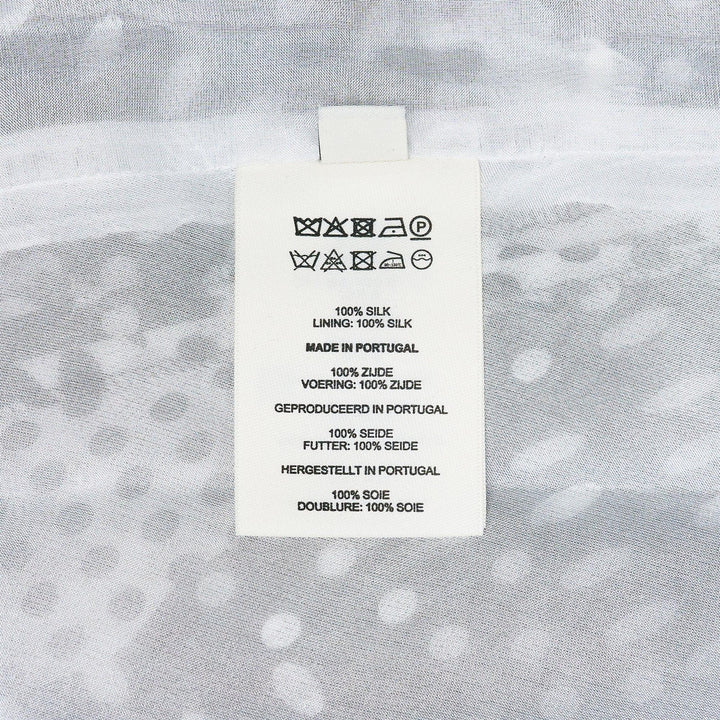 P
100% SILK
LINING: 100% SILK
MADE IN PORTUGAL
100% ZIJDE
VOERING: 100% ZIJDE
GEPRODUCEERD IN PORTUGAL
100% SEIDE
FUTTER: 100% SEIDE
HERGESTELLT IN PORTUGAL
100% SOIE
DOUBLURE: 100% SOIE